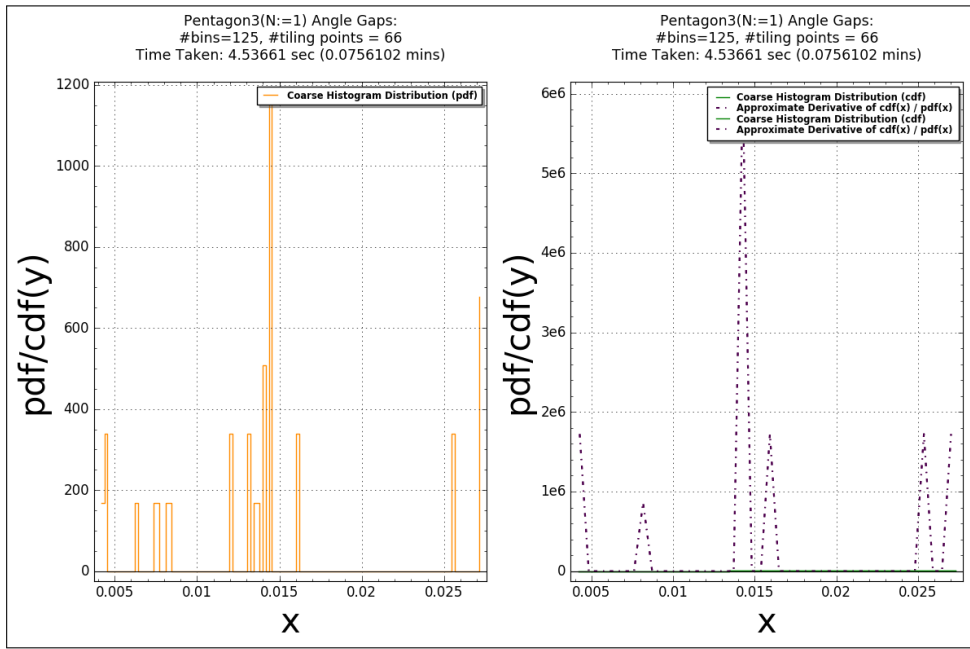 Pentagon3(N:=1) Angle Gaps:
#bins=125, #tiling points = 66
Time Taken: 4.53661 sec (0.0756102 mins)
Coarse Histogram Distribution (pdf)
1200
1000
800
600
400
200
0
pdf/cdf(y)
0.005
0.01
0.015
0.02
0.025
x
Pentagon3(N:=1) Angle Gaps:
#bins=125, #tiling points = 66
Time Taken: 4.53661 sec (0.0756102 mins)
Coarse Histogram Distribution (cdf)
Approximate Derivative of cdf(x) / pdf(x)
Coarse Histogram Distribution (cdf)
Approximate Derivative of cdf(x) / pdf(x)
6e6
5e6
4e6
3e6
2e6
1e6
0
pdf/cdf(y)
0.005
0.01
0.015
0.02
0.025
x